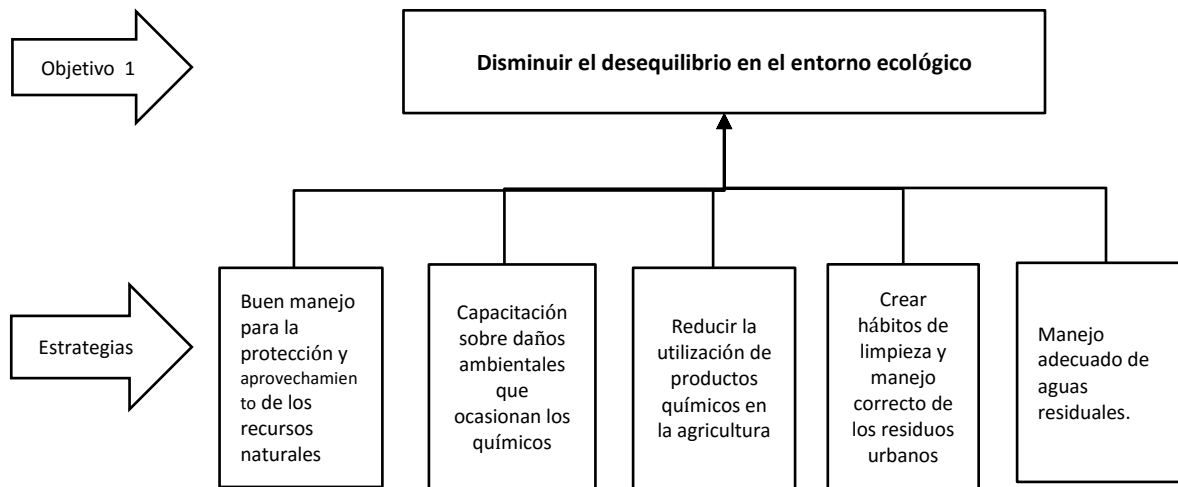 Objetivo 1
Disminuir el desequilibrio en el entorno ecológico
Estrategias
Buen manejo
para la
protección y
aprovechamien
to de los
recursos
naturales
Capacitación
sobre daños
ambientales
que
ocasionan los
químicos
Reducir la
utilización de
productos
químicos en
la agricultura
Crear
hábitos de
limpieza y
manejo
correcto de
los residuos
urbanos
Manejo
adecuado de
aguas
residuales.